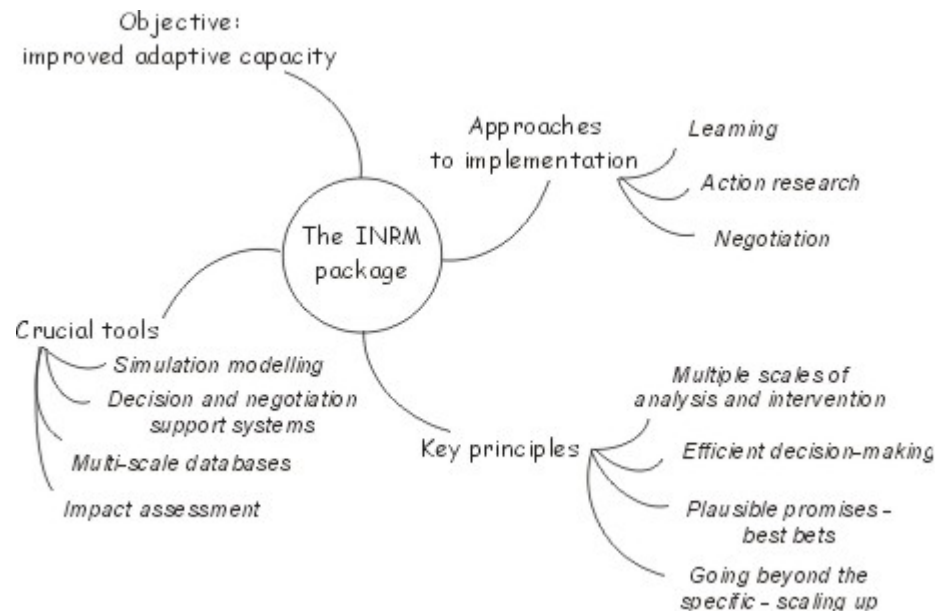 Objective:
improved adaptive capacity
Approaches
to implementation
Learning
Action research
Negotiation
The INRM
package
Crucial tools
Simulation modelling
Decision and negotiation
support systems
Multi-scale databases
Impact assessment
Key principles
Multiple scales of
analysis and intervention
Efficient decision-making
Plausible promises -
best bets
Going beyond the
specific - scaling up